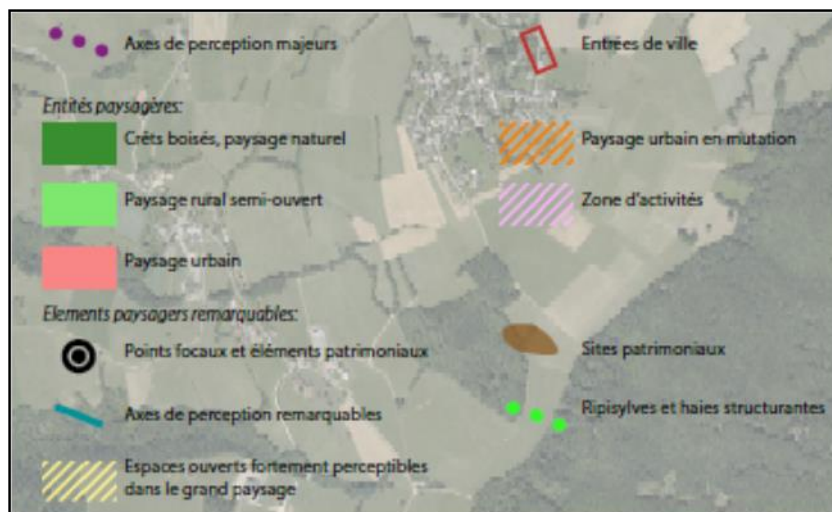 Axes de perception majeurs
Entrées de ville
Entités paysagères:
Crêts boisés, paysage naturel
Paysage urbain en mutation
Paysage rural semi-ouvert
Zone d'activités
Paysage urbain
Elements paysagers remarquables:
Points focaux et éléments patrimoniaux
Sites patrimoniaux
Axes de perception remarquables
Ripisylves et haies structurantes
Espaces ouverts fortement perceptibles
dans le grand paysage